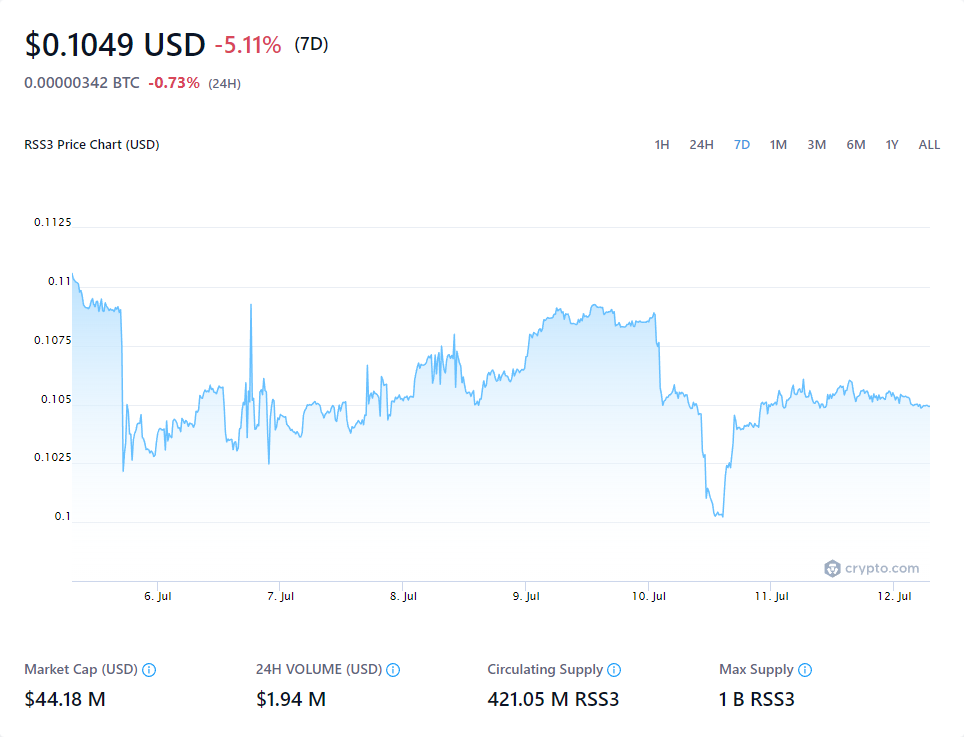 $0.1049 USD -5.11% (7D)
0.00000342 BTC -0.73% (24H)
RSS3 Price Chart (USD) 1H 24H 7D 1M 3M 6M 1Y ALL
0.1125
0.11
0.1075
0.105
0.1025
0.1
crypto.com
6. Jul 7. Jul 8. Jul 9. Jul 10. Jul 11. Jul 12. Jul
Market Cap (USD) 24H VOLUME (USD) Circulating Supply Max Supply
$44.18 M $1.94 M 421.05 M RSS3 1 B RSS3